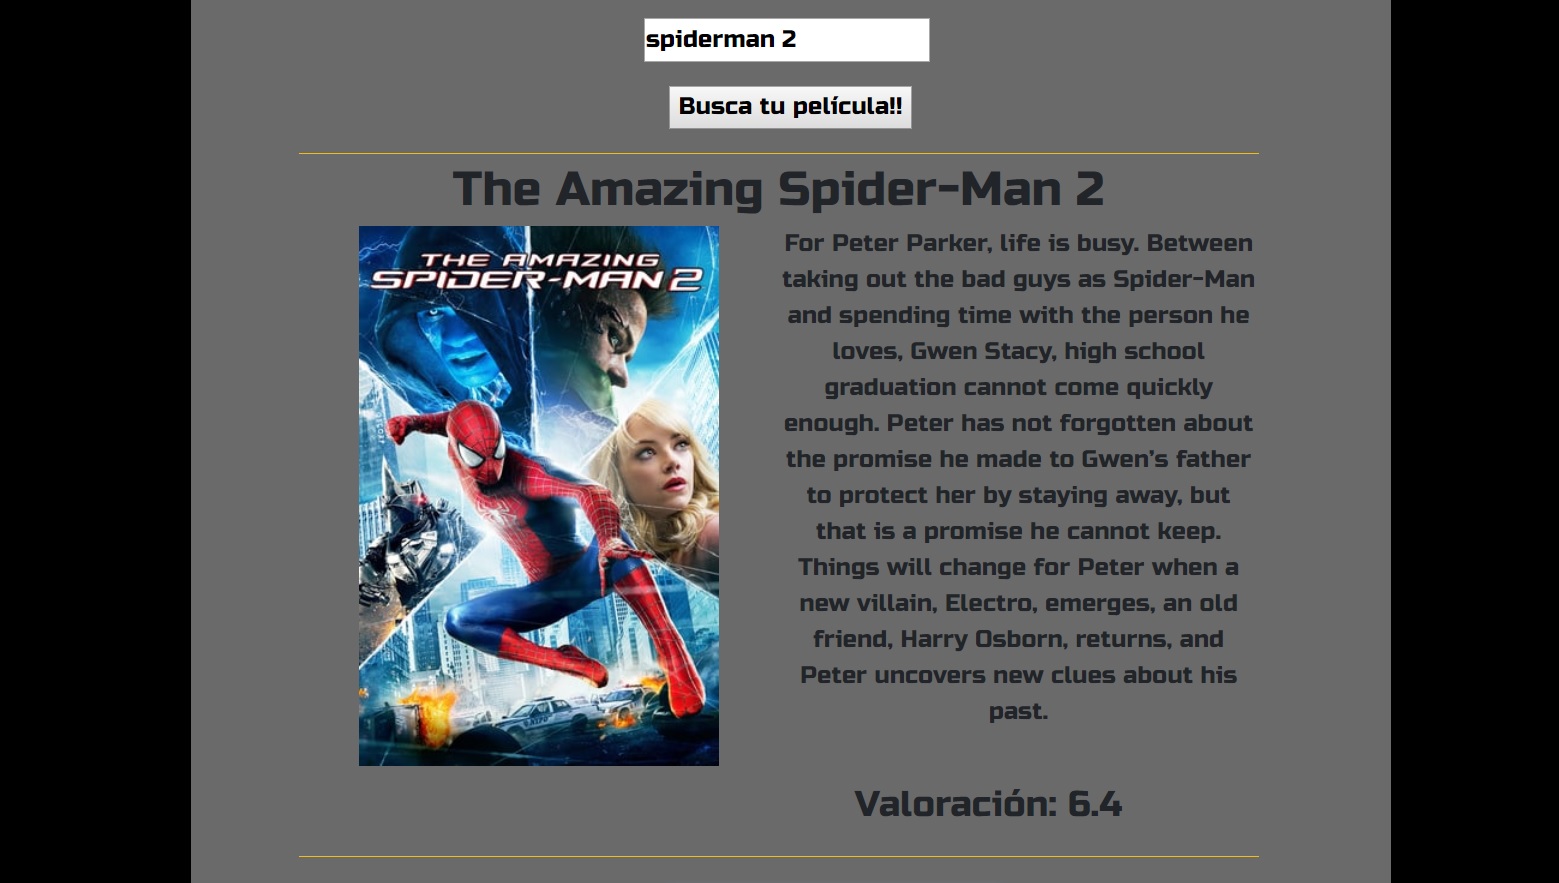 spiderman 2
Busca tu película!!
The Amazing Spider-Man 2
THE AMAZING
SPIDER-MAN 2
For Peter Parker, life is busy. Between
taking out the bad guys as Spider-Man
and spending time with the person he
loves, Gwen Stacy, high school
graduation cannot come quickly
enough. Peter has not forgotten about
the promise he made to Gwen’s father
to protect her by staying away, but
that is a promise he cannot keep.
Things will change for Peter when a
new villain, Electro, emerges, an old
friend, Harry Osborn, returns, and
Peter uncovers new clues about his
past.
Valoración: 6.4